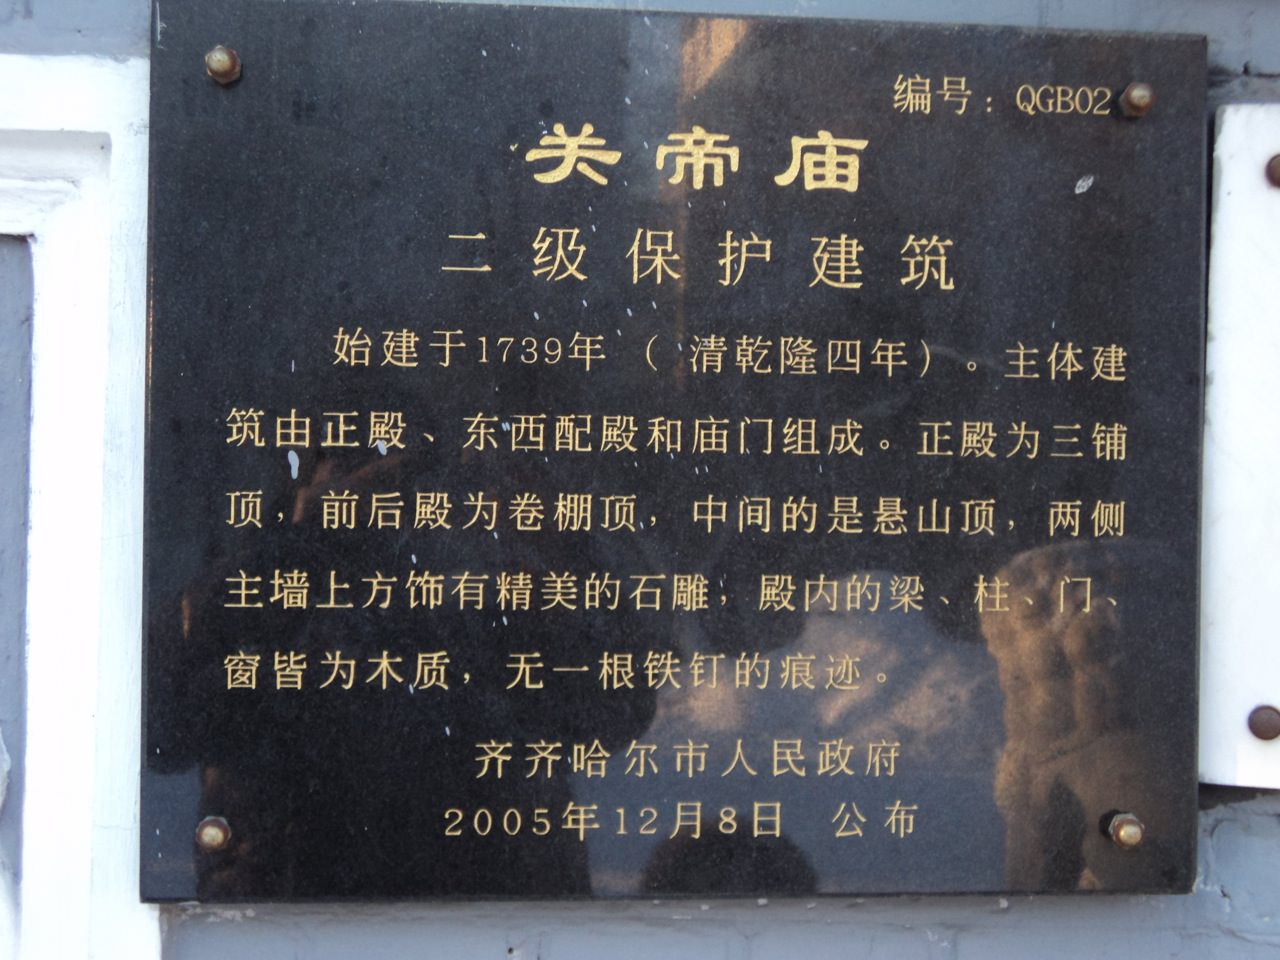 编号：QGB02
关帝庙
二级保护建筑
始建于1739年（清乾隆四年）。主体建
筑由正殿、东西配殿和庙门组成。正殿为三铺
顶，前后殿为卷棚顶，中间的是悬山顶，两侧
主墙上方饰有精美的石雕，殿内的梁、柱、门、
窗皆为木质，无一根铁钉的痕迹。
齐齐哈尔市人民政府
2005年12月8日 公布